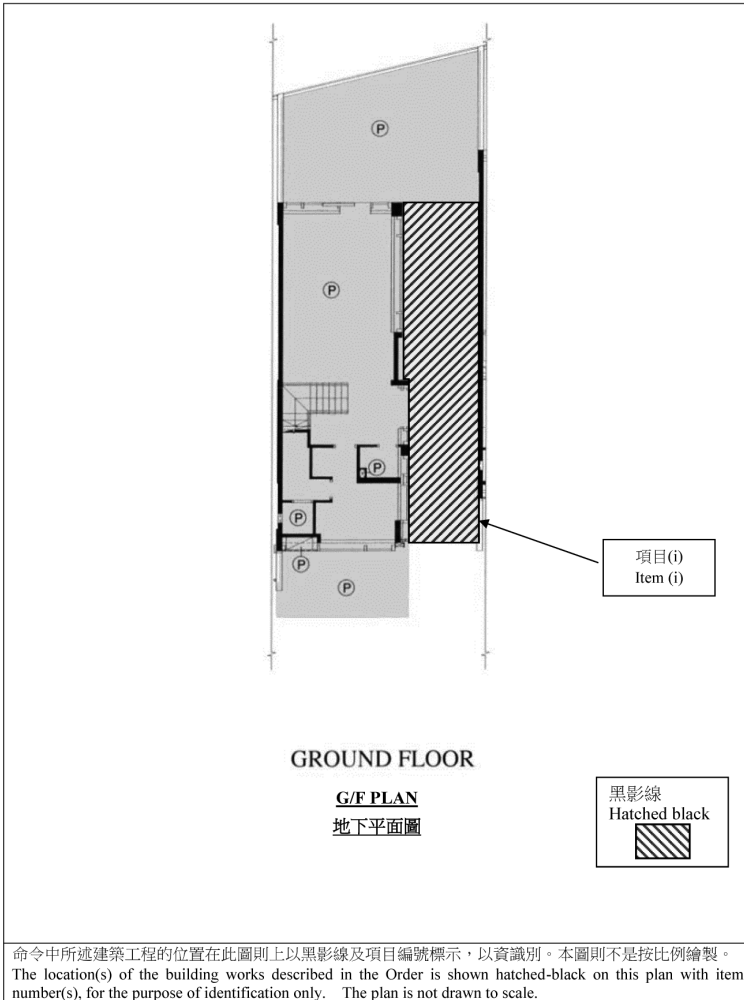 P
P
P
P
P
P
項目(i)
Item (i)
GROUND FLOOR
G/F PLAN
地下平面圖
黑影線
Hatched black
命令中所述建築工程的位置在此圖則上以黑影線及項目編號標示，以資識別。本圖則不是按比例繪製。
The location(s) of the building works described in the Order is shown hatched-black on this plan with item
number(s), for the purpose of identification only. The plan is not drawn to scale.